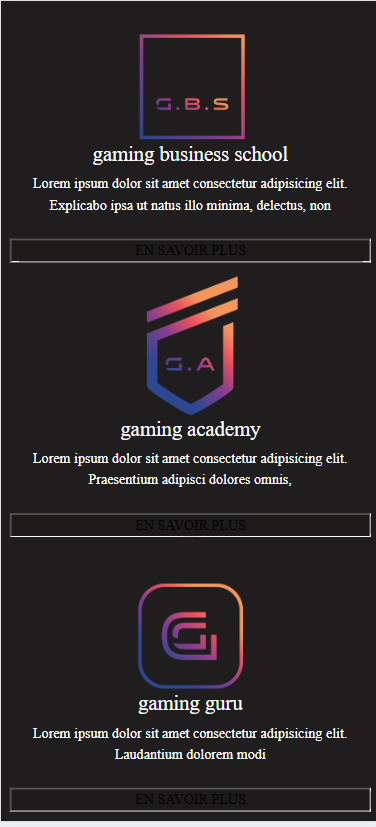 G.B.S
gaming business school
Lorem ipsum dolor sit amet consectetur adipisicing elit.
Explicabo ipsa ut natus illo minima, delectus, non
EN SAVOIR PLUS
G.A
gaming academy
Lorem ipsum dolor sit amet consectetur adipisicing elit.
Praesentium adipisci dolores omnis,
EN SAVOIR PLUS
G
gaming guru
Lorem ipsum dolor sit amet consectetur adipisicing elit.
Laudantium dolorem modi
EN SAVOIR PLUS